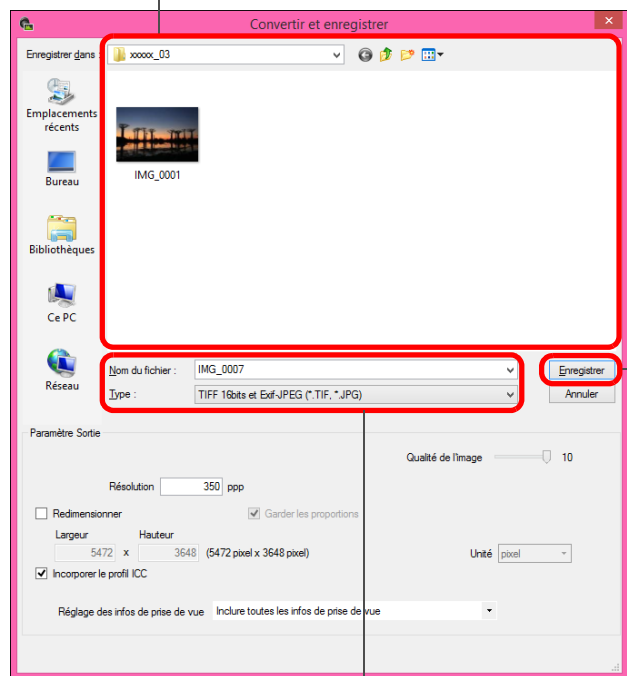 Convertir et enregistrer
Enregistrer dans :
xxxxx_03
Emplacements
récents
Bureau
Bibliothèques
Ce PC
Réseau
IMG_0001
Nom du fichier :
IMG_0007
Enregistrer
Type :
TIFF 16bits et Exif-JPEG (*.TIF, *.JPG)
Annuler
Paramètre Sortie
Qualité de l'image
10
Résolution
350 ppp
Redimensionner
Garder les proportions
Largeur
Hauteur
5472 x 3648 (5472 pixel x 3648 pixel)
Unité pixel
Incorporer le profil ICC
Réglage des infos de prise de vue
Inclure toutes les infos de prise de vue